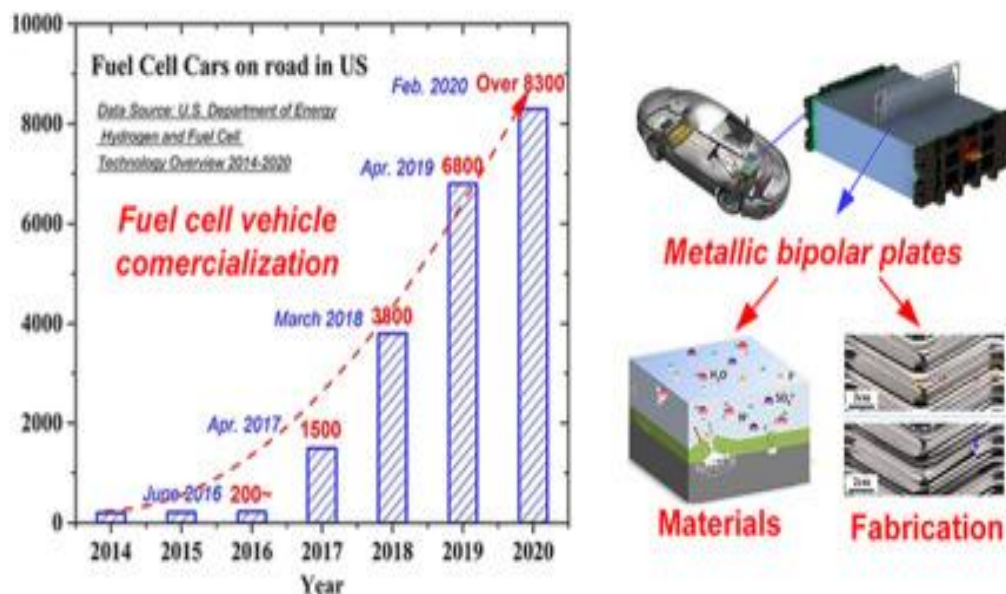 10000
8000
6000
4000
2000
0
Fuel Cell Cars on road in US
Data Source: U.S. Department of Energy
Hydrogen and Fuel Cell
Technology Overview 2014-2020
Fuel cell vehicle
comercialization
June 2016
200~
Apr. 2017
1500
March 2018
3800
Apr. 2019
6800
Feb. 2020
Over 8300
2014 2015 2016 2017 2018 2019 2020
Year
Metallic bipolar plates
H₂O
Materials
Fabrication